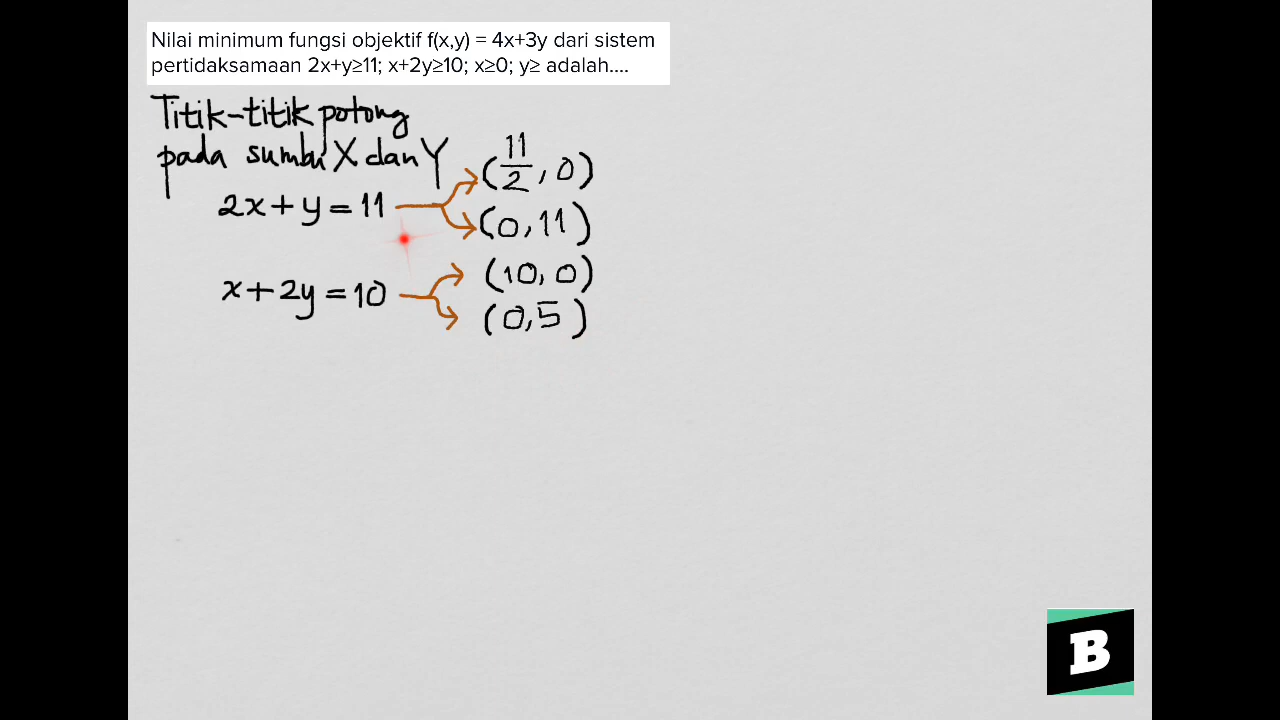 Nilai minimum fungsi objektif f(x,y) = 4x+3y dari sistem
pertidaksamaan 2x+y≥11; x+2y≥10; x≥0; y≥ adalah....
Titik-titik potong
pada sumbu X dan Y
2x+y=11
(11/2, 0)
(0,11)
x+2y=10
(10,0)
(0,5)
B